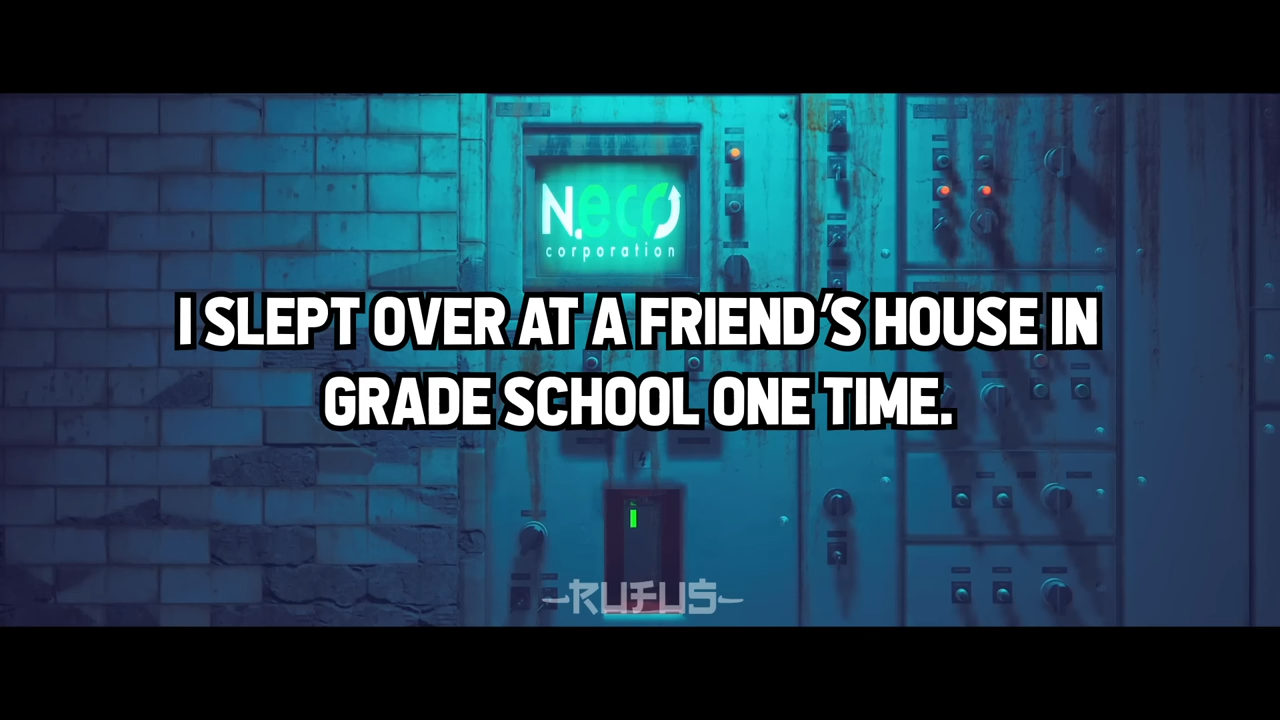 N.eco
corporation
I SLEPT OVER AT A FRIEND'S HOUSE IN
GRADE SCHOOL ONE TIME.
RUFUS